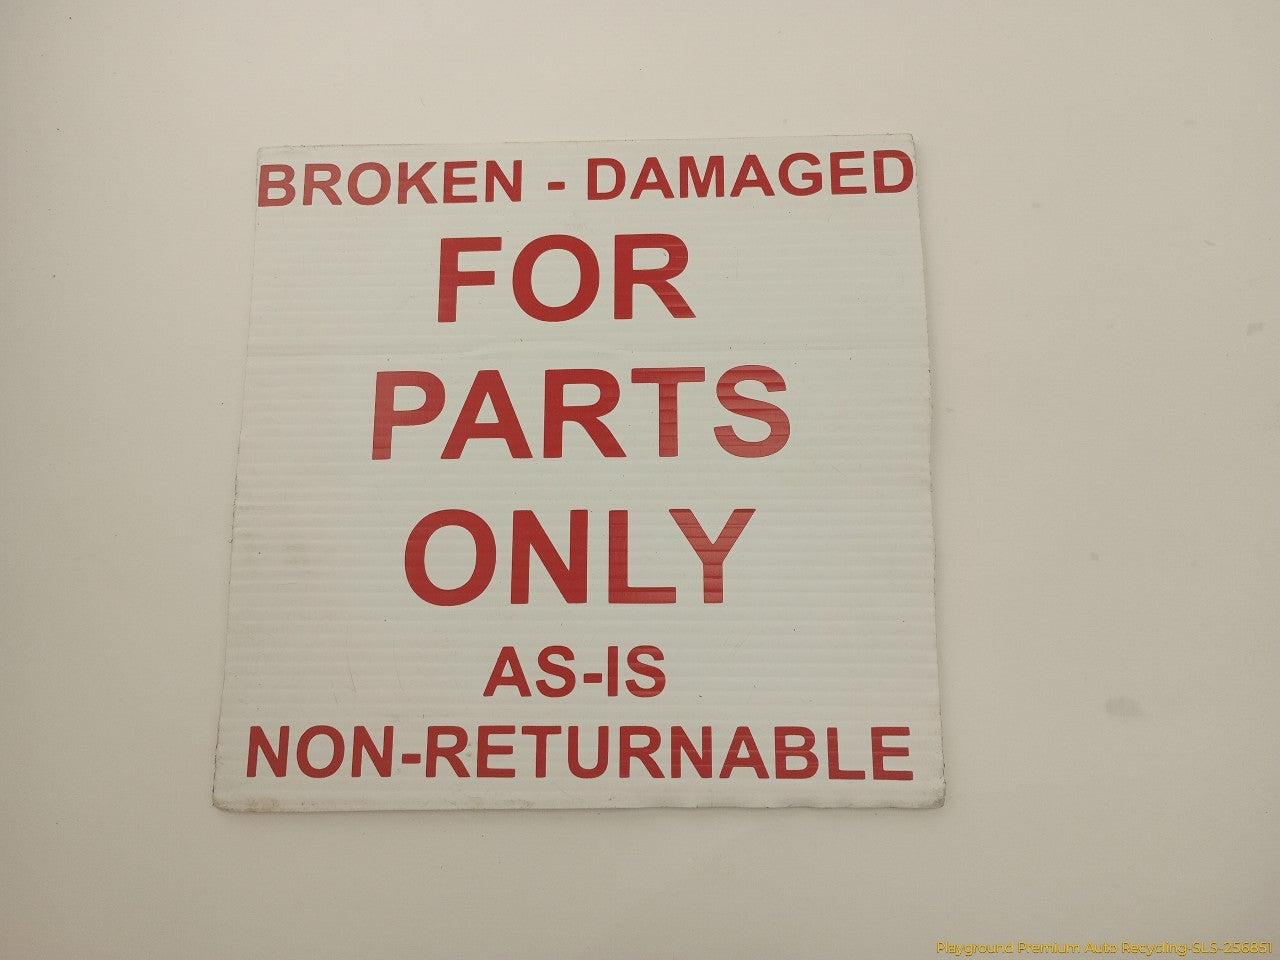 BROKEN - DAMAGED
FOR
PARTS
ONLY
AS-IS
NON-RETURNABLE
Playground Premium Auto Recycling-SLS-256851